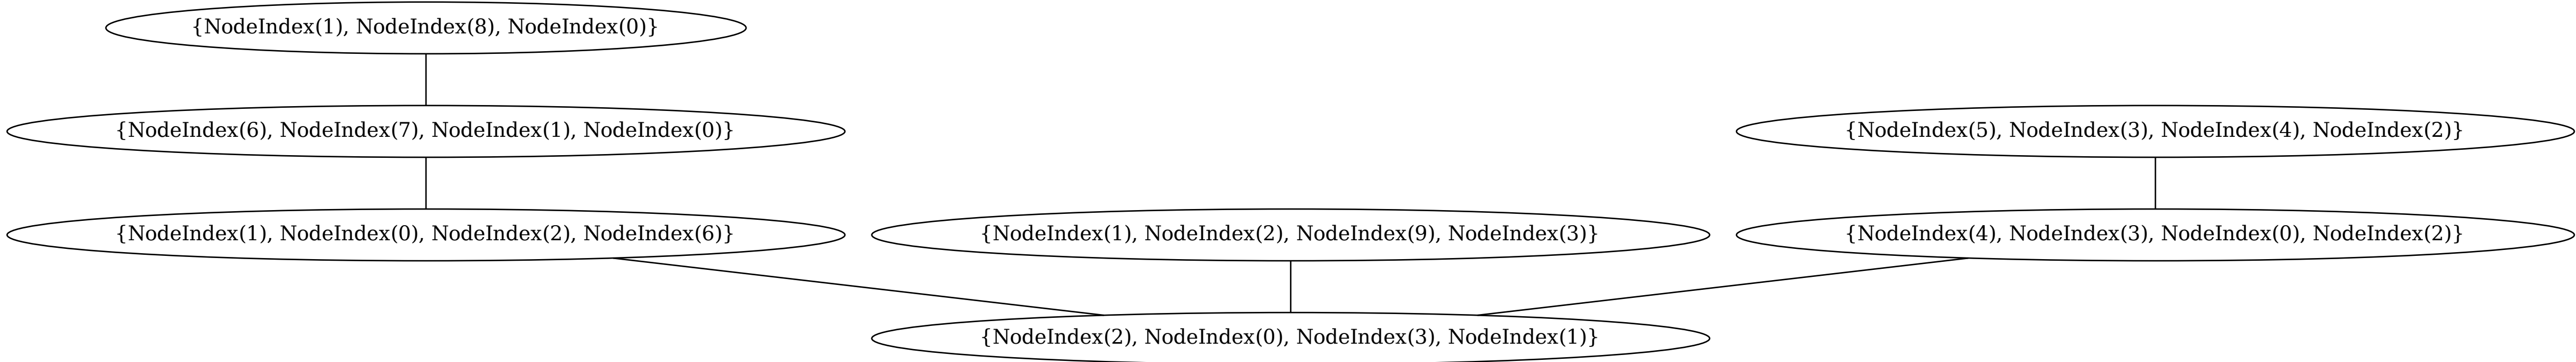 {NodeIndex(1), NodeIndex(8), NodeIndex(0)}
{NodeIndex(6), NodeIndex(7), NodeIndex(1), NodeIndex(0)}
{NodeIndex(5), NodeIndex(3), NodeIndex(4), NodeIndex(2)}
{NodeIndex(1), NodeIndex(0), NodeIndex(2), NodeIndex(6)}
{NodeIndex(1), NodeIndex(2), NodeIndex(9), NodeIndex(3)}
{NodeIndex(4), NodeIndex(3), NodeIndex(0), NodeIndex(2)}
{NodeIndex(2), NodeIndex(0), NodeIndex(3), NodeIndex(1)}